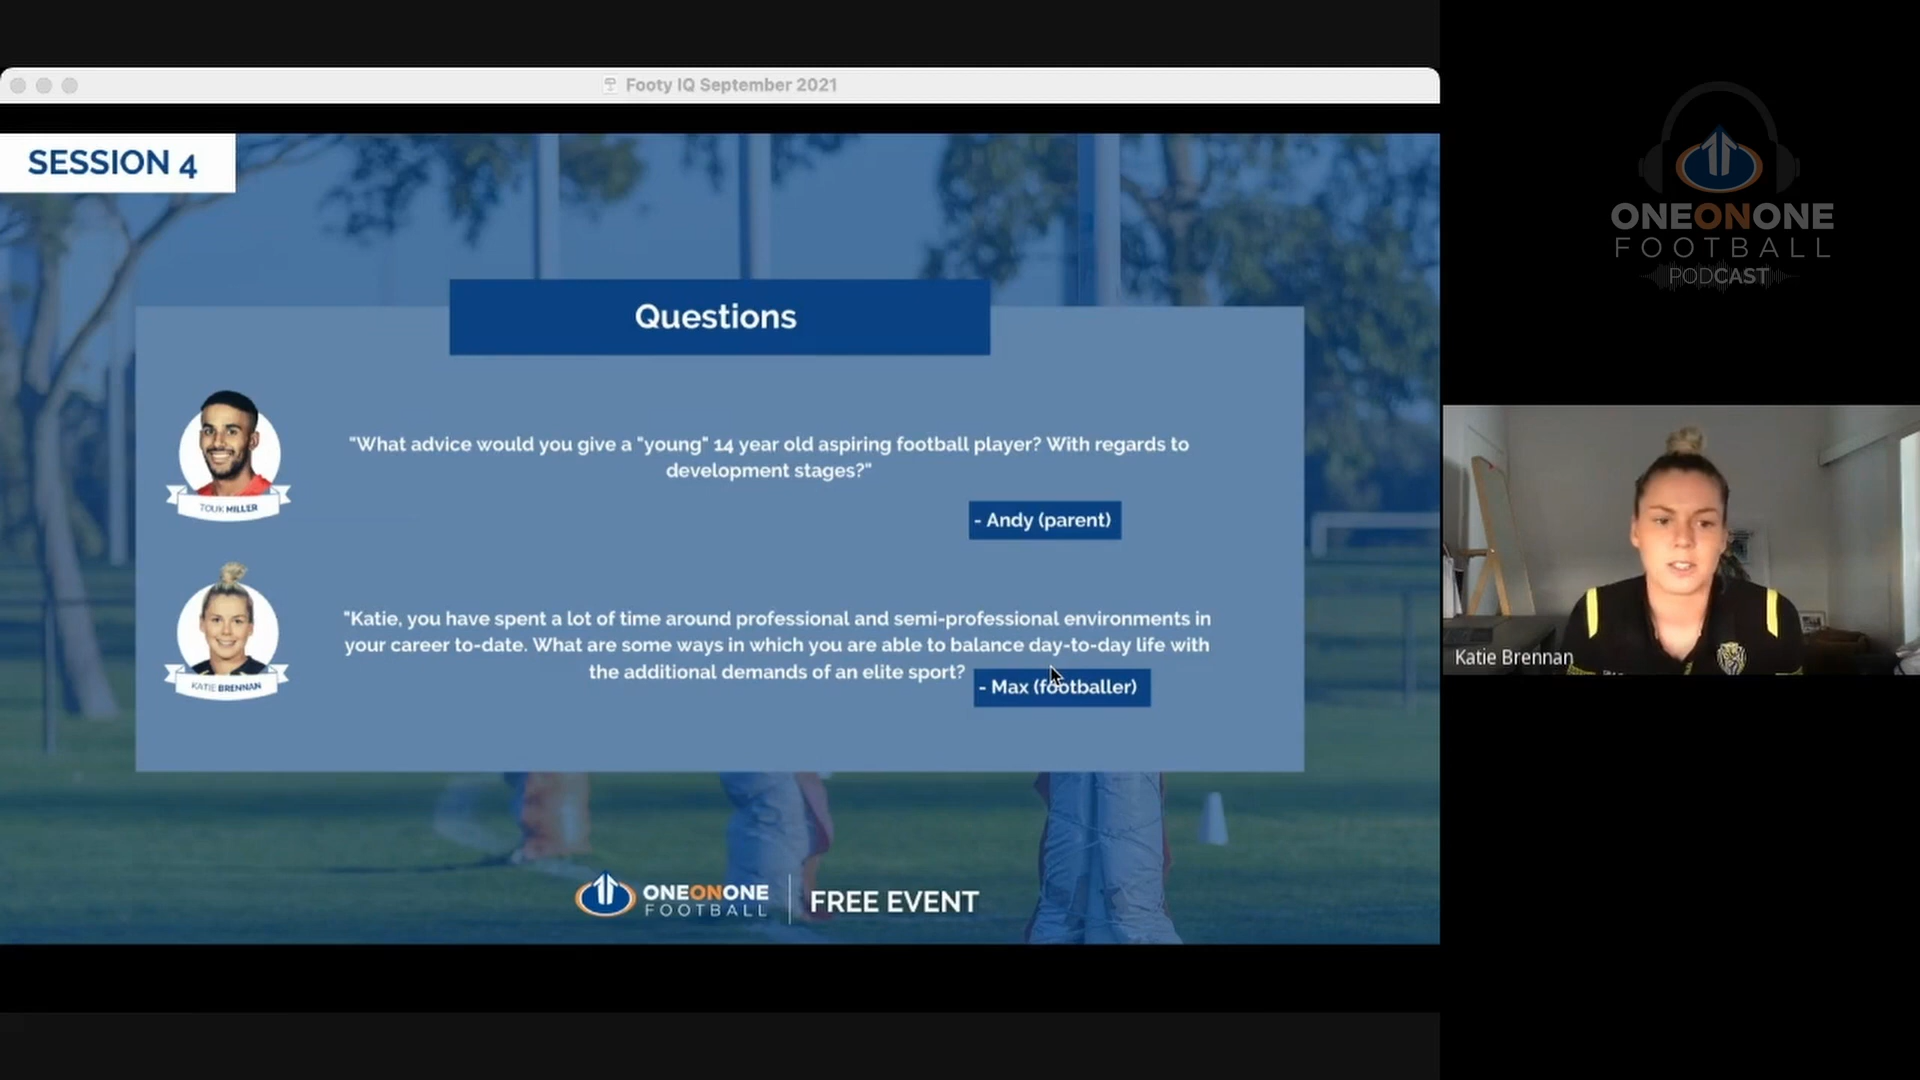 Footy IQ September 2021
SESSION 4
ONEONONE
FOOTBALL
PODCAST
Questions
"What advice would you give a "young" 14 year old aspiring football player? With regards to
development stages?"
TOUK MILLER
- Andy (parent)
"Katie, you have spent a lot of time around professional and semi-professional environments in
your career to-date. What are some ways in which you are able to balance day-to-day life with
the additional demands of an elite sport?
KATIE BRENNAN
- Max (footballer)
Katie Brennan
ONEONONE
FOOTBALL
FREE EVENT